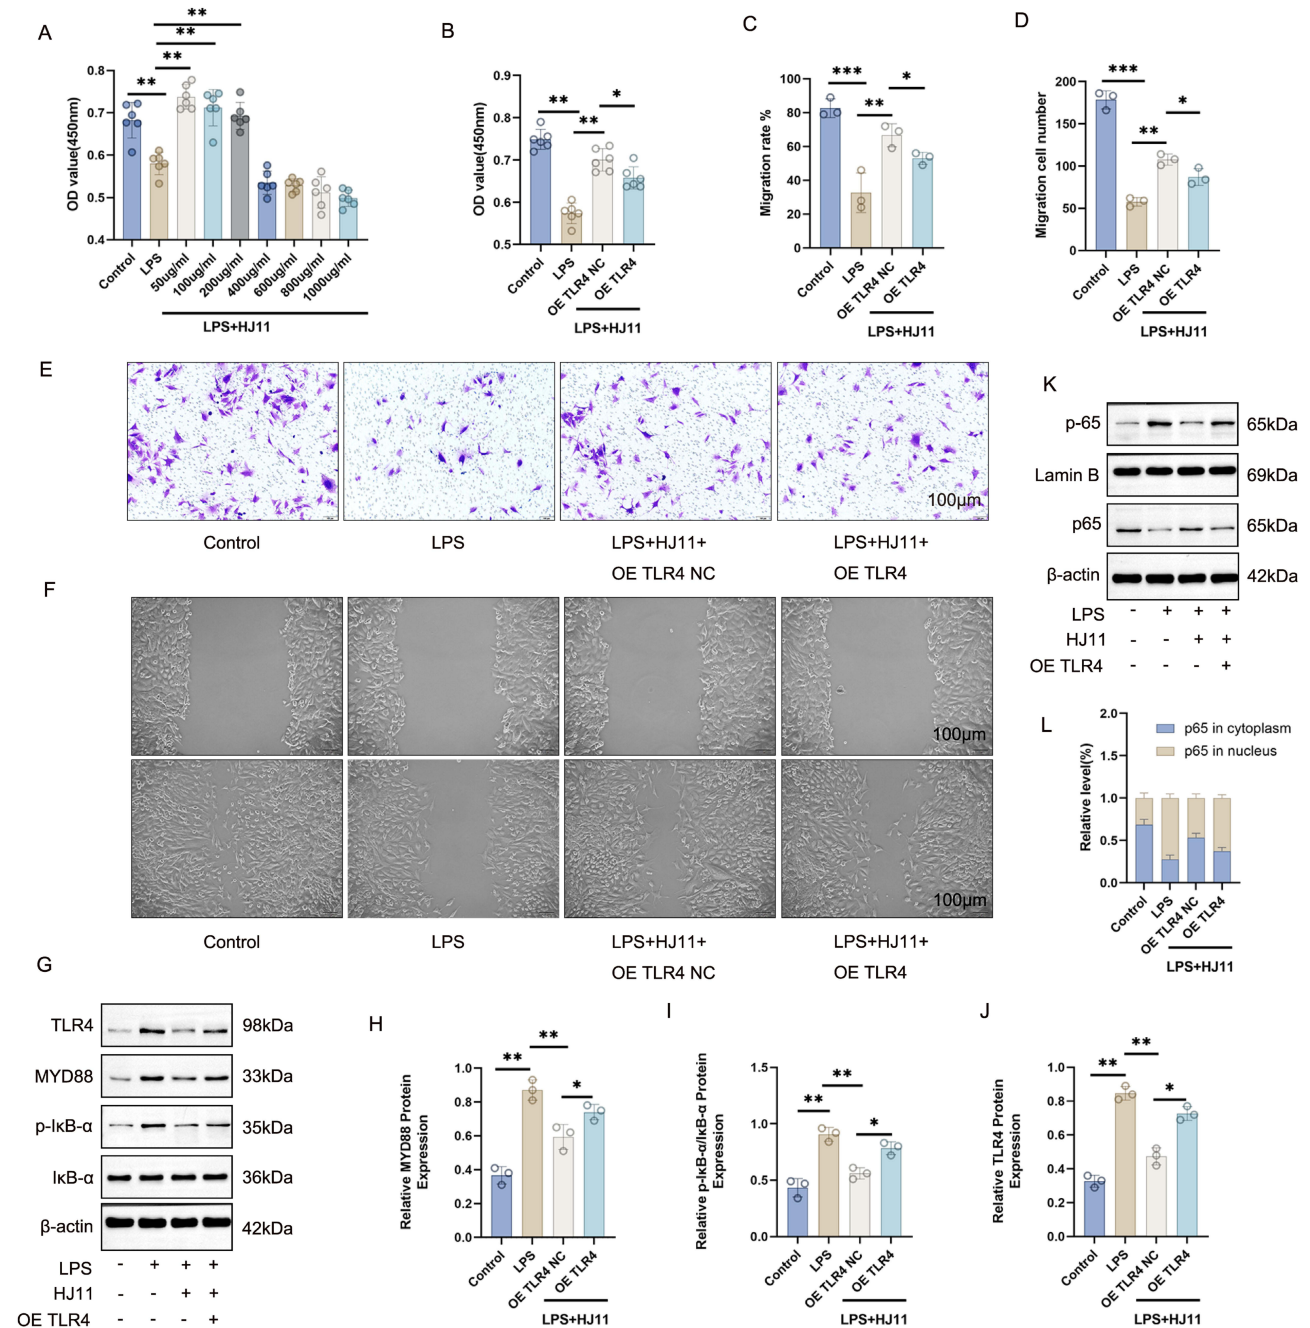 A
**
**
**
**
0.8
0.7
0.6
0.5
0.4
OD value(450nm)
Control
LPS
50ug/ml
100ug/ml
200ug/ml
400ug/ml
600ug/ml
800ug/ml
1000ug/ml
LPS+HJ11
B
**
**
*
0.9
0.8
0.7
0.6
0.5
OD value(450nm)
Control
LPS
OE TLR4 NC
OE TLR4
LPS+HJ11
C
***
**
*
100
80
60
40
20
0
Migration rate %
Control
LPS
OE TLR4 NC
OE TLR4
LPS+HJ11
D
***
**
*
200
150
100
50
0
Migration cell number
Control
LPS
OE TLR4 NC
OE TLR4
LPS+HJ11
E
100μm
Control
LPS
LPS+HJ11+
OE TLR4 NC
LPS+HJ11+
OE TLR4
F
100μm
100μm
Control
LPS
LPS+HJ11+
OE TLR4 NC
LPS+HJ11+
OE TLR4
K
p-65 65kDa
Lamin B 69kDa
p65 65kDa
β-actin 42kDa
LPS - + + +
HJ11 - - + +
OE TLR4 - - - +
L
2.0
1.5
1.0
0.5
0.0
Relative level(%)
p65 in cytoplasm
p65 in nucleus
Control
LPS
OE TLR4 NC
OE TLR4
LPS+HJ11
G
TLR4 98kDa
MYD88 33kDa
p-IκB-α 35kDa
IκB-α 36kDa
β-actin 42kDa
LPS - + + +
HJ11 - - + +
OE TLR4 - - - +
H
**
**
*
1.0
0.8
0.6
0.4
0.2
0.0
Relative MYD88 Protein
Expression
Control
LPS
OE TLR4 NC
OE TLR4
LPS+HJ11
I
**
**
*
1.5
1.0
0.5
0.0
Relative p-IκB-α/IκB-α Protein
Expression
Control
LPS
OE TLR4 NC
OE TLR4
LPS+HJ11
J
**
**
*
1.0
0.8
0.6
0.4
0.2
0.0
Relative TLR4 Protein
Expression
Control
LPS
OE TLR4 NC
OE TLR4
LPS+HJ11